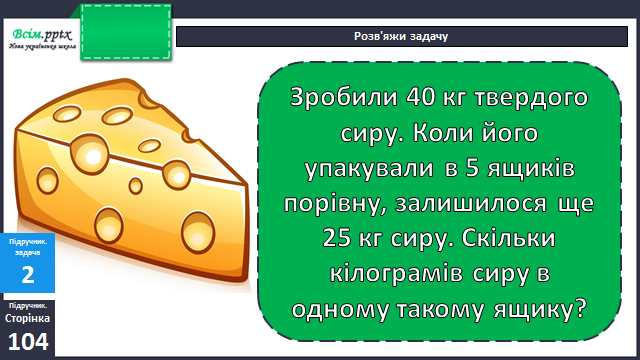 Всім.pptx
Нова українська школа
Розв'яжи задачу
Зробили 40 кг твердого
сиру. Коли його
упакували в 5 ящиків
порівну, залишилося ще
25 кг сиру. Скільки
кілограмів сиру в
одному такому ящику?
Підручник.
задача
2
Підручник.
Сторінка
104